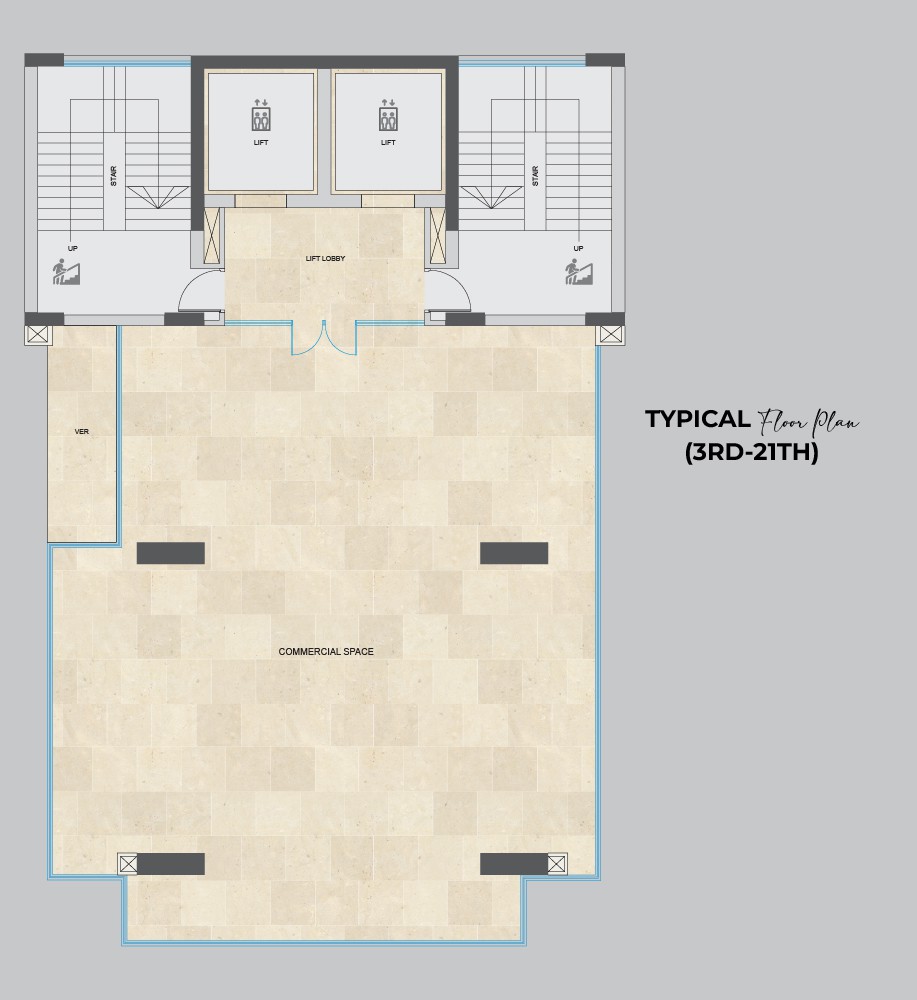 LIFT
LIFT
STAIR
STAIR
UP
UP
LIFT LOBBY
VER.
TYPICAL Floor Plan
(3RD-21TH)
COMMERCIAL SPACE